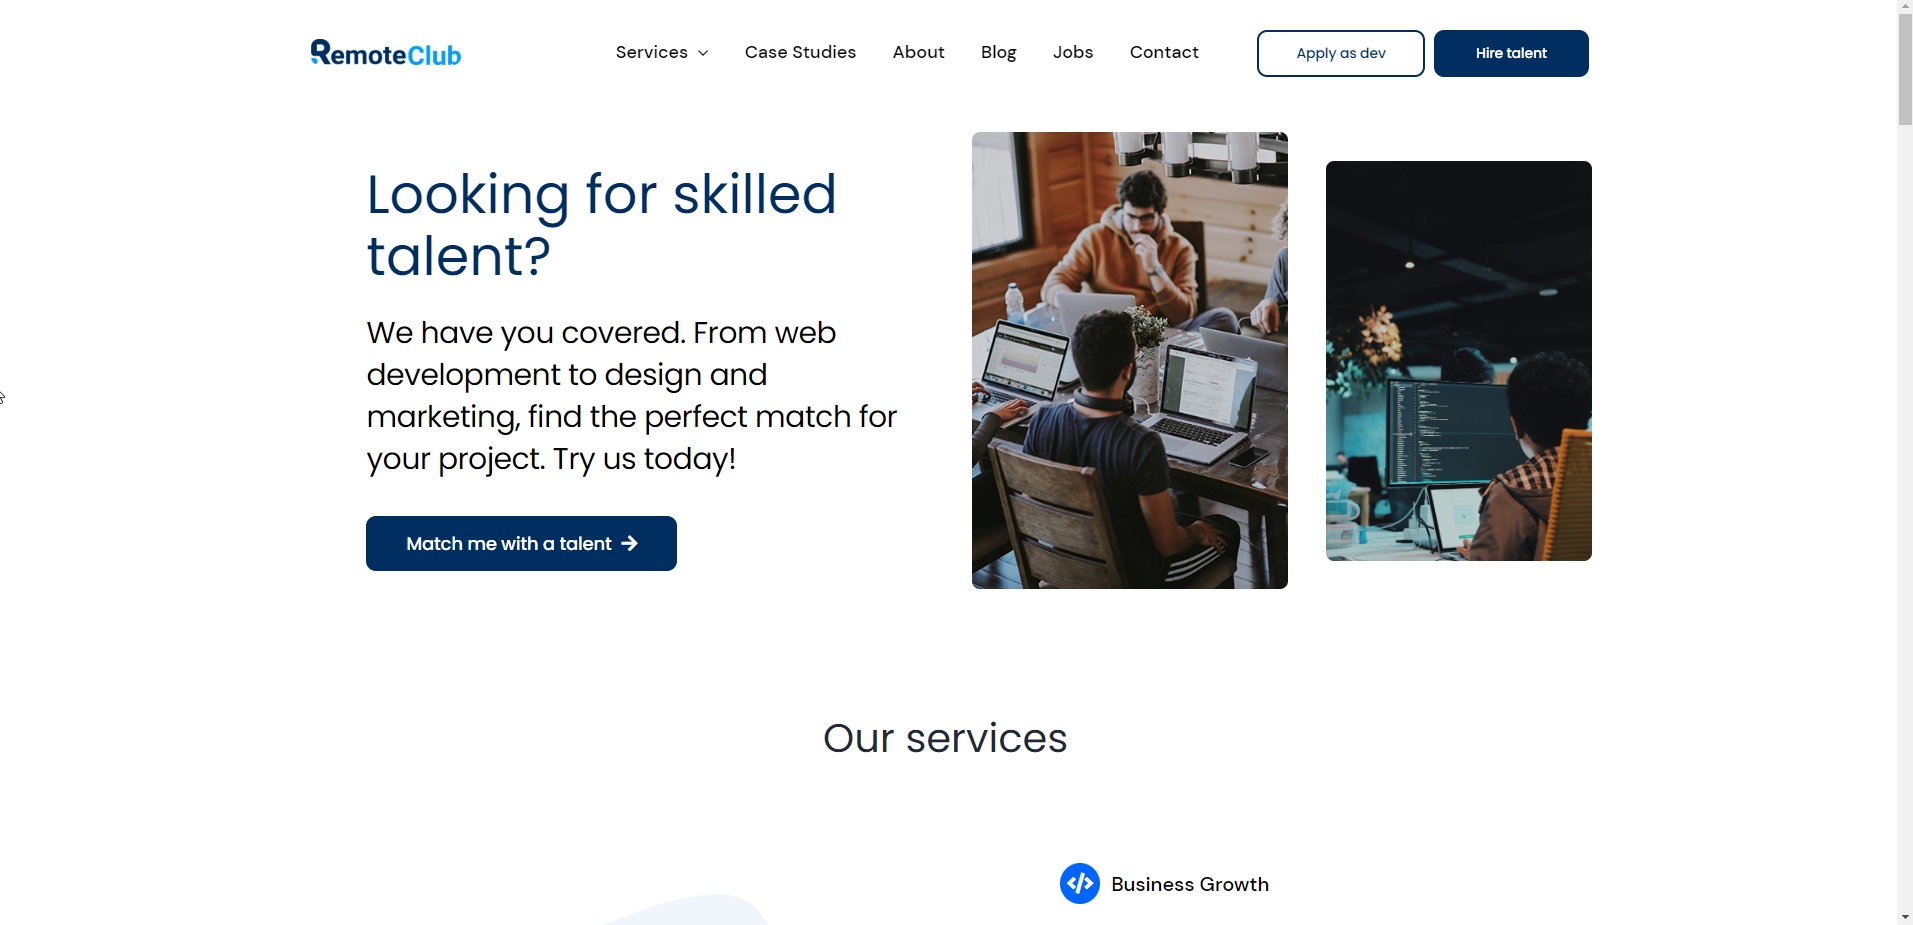 RemoteClub
Services
Case Studies
About
Blog
Jobs
Contact
Apply as dev
Hire talent
Looking for skilled
talent?
We have you covered. From web
development to design and
marketing, find the perfect match for
your project. Try us today!
Match me with a talent
Our services
Business Growth